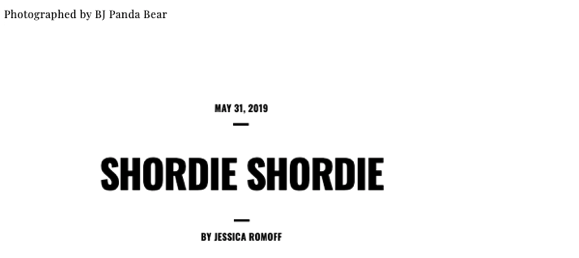 Photographed by BJ Panda Bear
MAY 31, 2019
SHORDIE SHORDIE
BY JESSICA ROMOFF